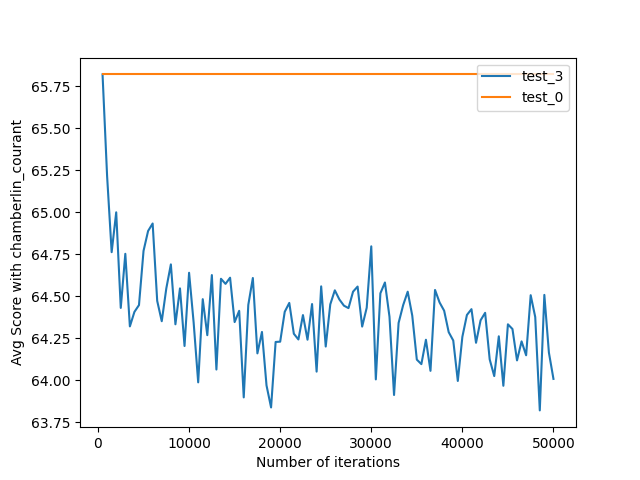 test_3
test_0
65.75
65.50
65.25
65.00
64.75
64.50
64.25
64.00
63.75
Avg Score with chamberlin_courant
0 10000 20000 30000 40000 50000
Number of iterations